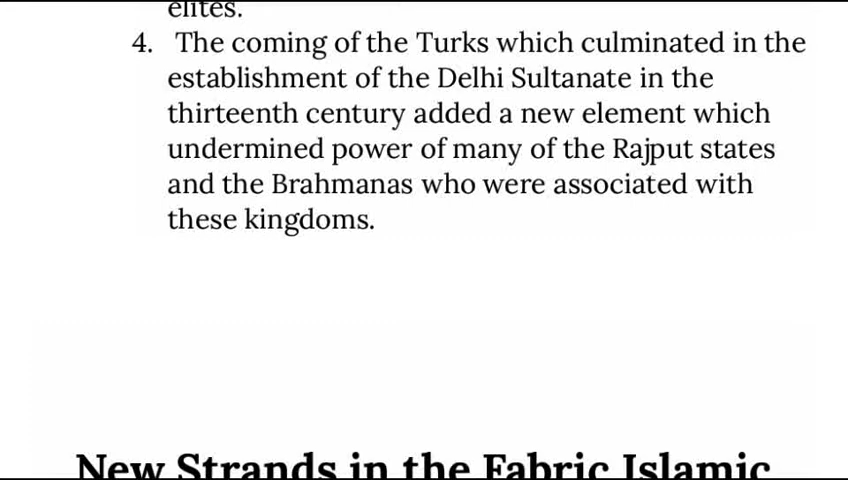 elites.
4. The coming of the Turks which culminated in the
establishment of the Delhi Sultanate in the
thirteenth century added a new element which
undermined power of many of the Rajput states
and the Brahmanas who were associated with
these kingdoms.
New Strands in the Fabric Islamic